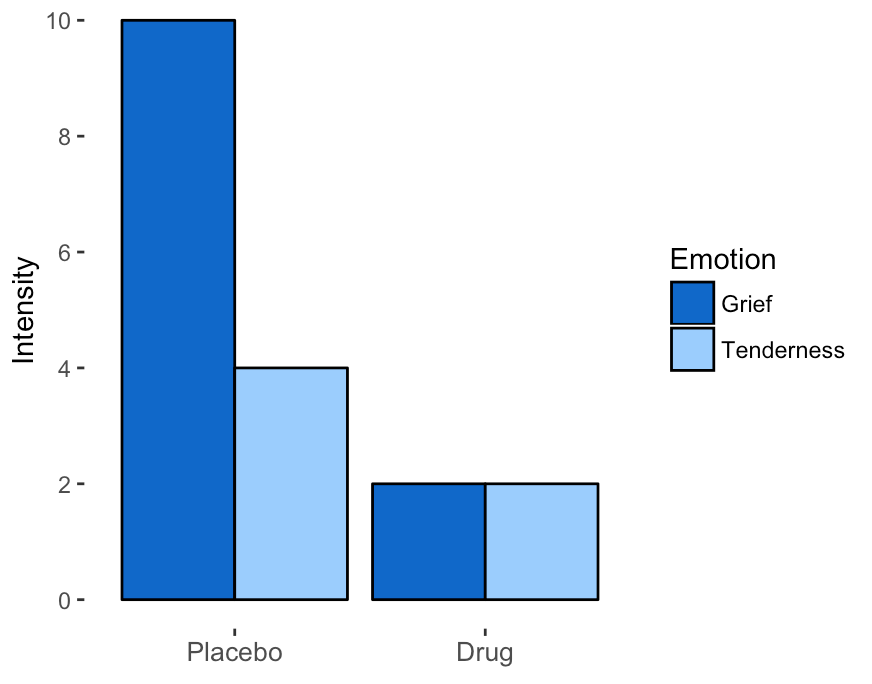 10
8
6
4
2
0
Intensity
Placebo
Drug
Emotion
Grief
Tenderness